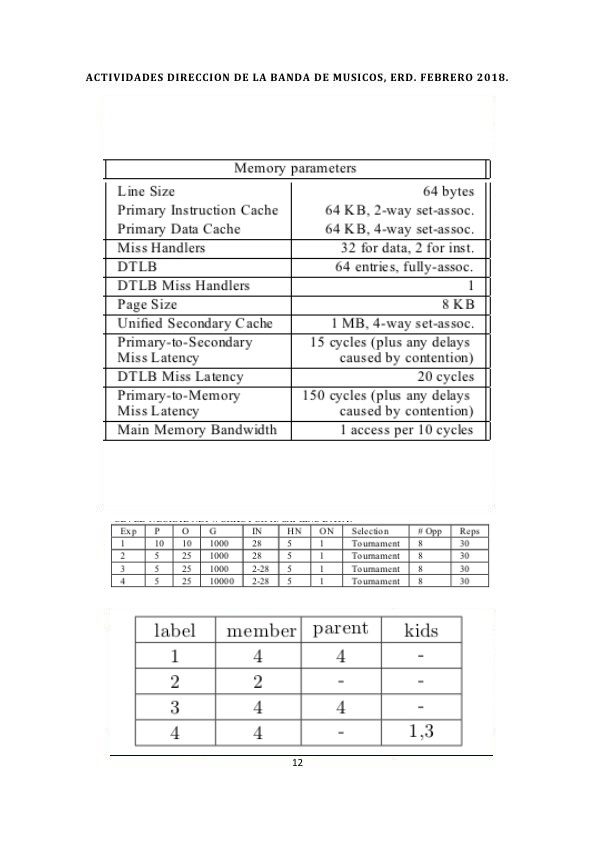 ACTIVIDADES DIRECCION DE LA BANDA DE MUSICOS, ERD. FEBRERO 2018.
Memory parameters
Line Size 64 bytes
Primary Instruction Cache 64 KB, 2-way set-assoc.
Primary Data Cache 64 KB, 4-way set-assoc.
Miss Handlers 32 for data, 2 for inst.
DTLB 64 entries, fully-assoc.
DTLB Miss Handlers 1
Page Size 8 KB
Unified Secondary Cache 1 MB, 4-way set-assoc.
Primary-to-Secondary 15 cycles (plus any delays
Miss Latency caused by contention)
DTLB Miss Latency 20 cycles
Primary-to-Memory 150 cycles (plus any delays
Miss Latency caused by contention)
Main Memory Bandwidth 1 access per 10 cycles
Exp P O G IN HN ON Selection # Opp Reps
1 10 10 1000 28 5 1 Tournament 8 30
2 5 25 1000 28 5 1 Tournament 8 30
3 5 25 1000 2-28 5 1 Tournament 8 30
4 5 25 10000 2-28 5 1 Tournament 8 30
label member parent kids
1 4 4 -
2 2 - -
3 4 4 -
4 4 - 1,3
12